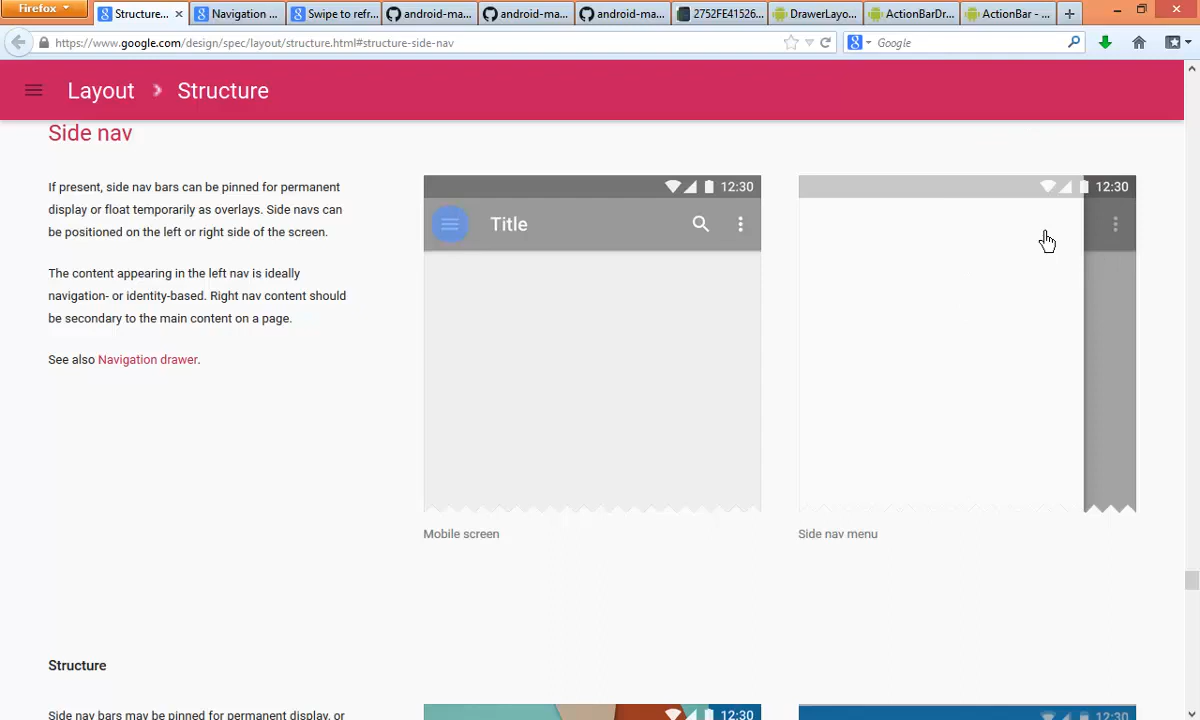 Firefox
Structure...
Navigation ...
Swipe to refr...
android-ma...
android-ma...
android-ma...
2752FE41526...
DrawerLayo...
ActionBarDr...
ActionBar - ...
https://www.google.com/design/spec/layout/structure.html#structure-side-nav
Google
Layout > Structure
Side nav
If present, side nav bars can be pinned for permanent
display or float temporarily as overlays. Side navs can
be positioned on the left or right side of the screen.
The content appearing in the left nav is ideally
navigation- or identity-based. Right nav content should
be secondary to the main content on a page.
See also Navigation drawer.
12:30
Title
Mobile screen
12:30
Side nav menu
Structure
Side nav bars may be pinned for permanent display, or
12:30
12:30